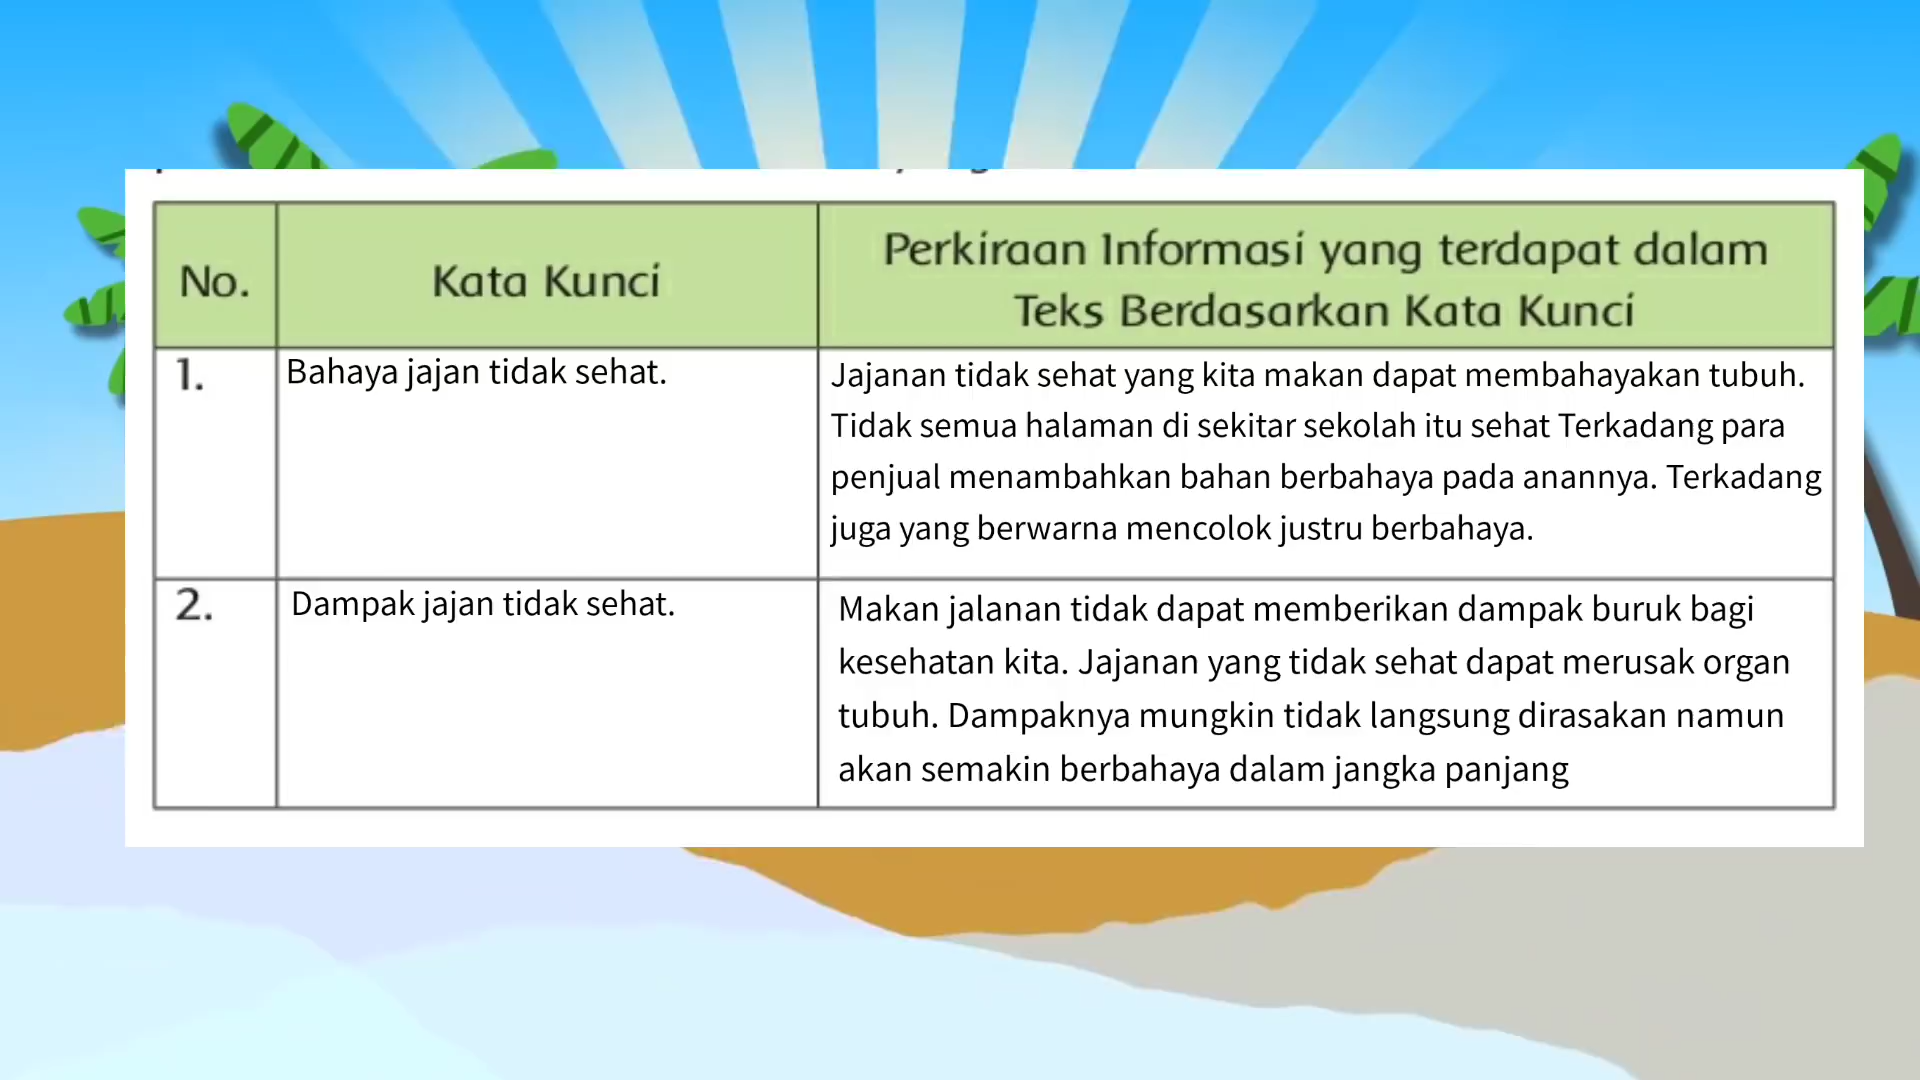 No.
Kata Kunci
Perkiraan Informasi yang terdapat dalam
Teks Berdasarkan Kata Kunci
1.
Bahaya jajan tidak sehat.
Jajanan tidak sehat yang kita makan dapat membahayakan tubuh.
Tidak semua halaman di sekitar sekolah itu sehat Terkadang para
penjual menambahkan bahan berbahaya pada anannya. Terkadang
juga yang berwarna mencolok justru berbahaya.
2.
Dampak jajan tidak sehat.
Makan jalanan tidak dapat memberikan dampak buruk bagi
kesehatan kita. Jajanan yang tidak sehat dapat merusak organ
tubuh. Dampaknya mungkin tidak langsung dirasakan namun
akan semakin berbahaya dalam jangka panjang